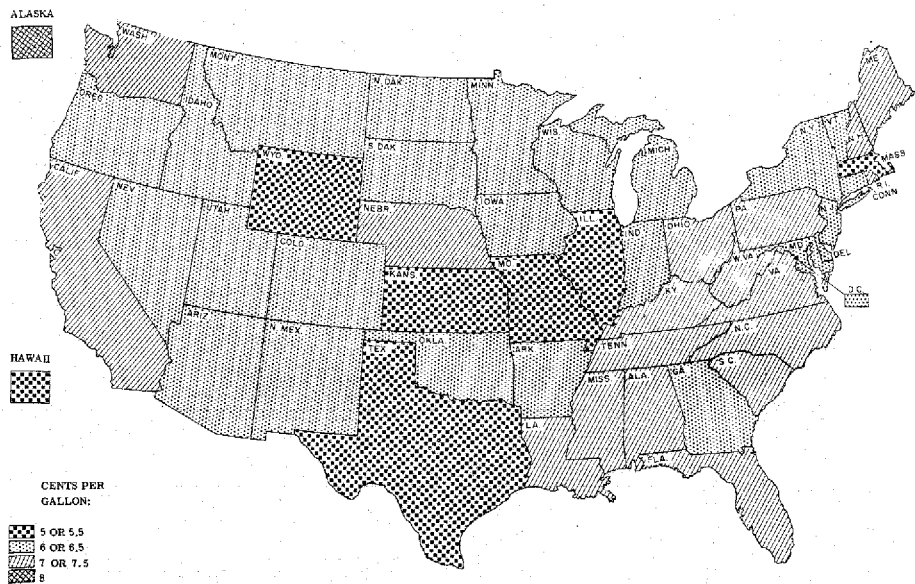 ALASKA
WASH.
MONT
N. DAK
MINN.
ME
OREG
IDAHO
WIS.
MICH.
N.Y.
MASS
R.I.
CONN
WYO.
S. DAK
CALIF
NEV.
UTAH
COLO
NEBR
IOWA
ILL.
IND
OHIO
PA
N.J.
MD.
DEL
W.VA
VA
D.C.
KANS.
MO.
KY
N.C.
ARIZ
N. MEX
TEX.
OKLA.
ARK
TENN
S.C.
MISS.
ALA.
GA
LA.
FLA.
HAWAII
CENTS PER
GALLON:
5 OR 5.5
6 OR 6.5
7 OR 7.5
8